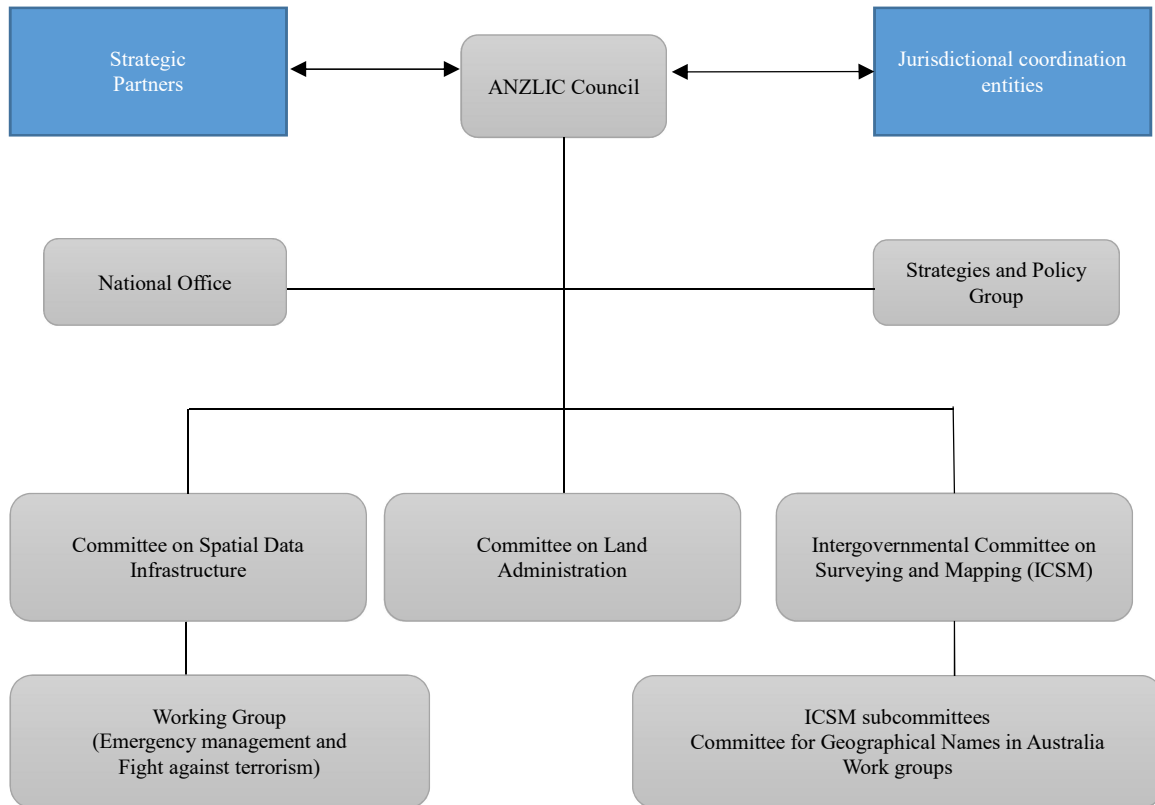 Strategic
Partners
ANZLIC Council
Jurisdictional coordination
entities
National Office
Strategies and Policy
Group
Committee on Spatial Data
Infrastructure
Committee on Land
Administration
Intergovernmental Committee on
Surveying and Mapping (ICSM)
Working Group
(Emergency management and
Fight against terrorism)
ICSM subcommittees
Committee for Geographical Names in Australia
Work groups